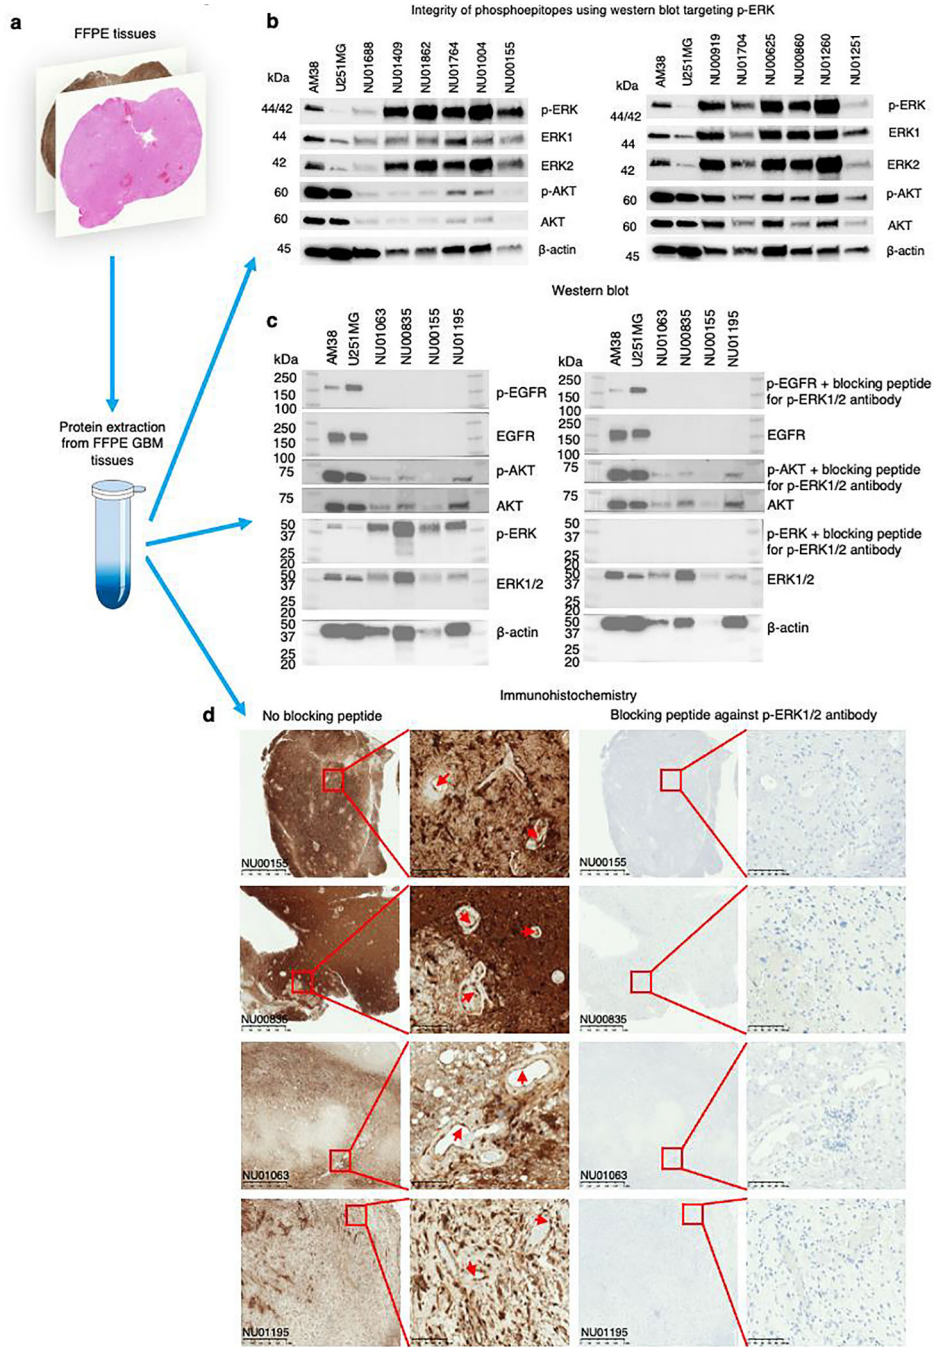 a
FFPE tissues
Protein extraction
from FFPE GBM
tissues
b
Integrity of phosphoepitopes using western blot targeting p-ERK
kDa
AM38
U251MG
NU01688
NU01409
NU01862
NU01764
NU01004
NU00155
44/42
p-ERK
44
ERK1
42
ERK2
60
p-AKT
60
AKT
45
β-actin
kDa
AM38
U251MG
NU00919
NU01704
NU00625
NU00860
NU01260
NU01251
44/42
p-ERK
44
ERK1
42
ERK2
60
p-AKT
60
AKT
45
β-actin
Western blot
c
kDa
AM38
U251MG
NU01063
NU00835
NU00155
NU01195
250
150
100
p-EGFR
250
150
100
EGFR
75
p-AKT
75
AKT
50
37
25
20
p-ERK
50
37
25
20
ERK1/2
50
37
25
20
β-actin
kDa
AM38
U251MG
NU01063
NU00835
NU00155
NU01195
250
150
100
p-EGFR + blocking peptide
for p-ERK1/2 antibody
250
150
100
EGFR
75
p-AKT + blocking peptide
for p-ERK1/2 antibody
75
AKT
50
37
25
20
p-ERK + blocking peptide
for p-ERK1/2 antibody
50
37
25
20
ERK1/2
50
37
25
20
β-actin
Immunohistochemistry
d
No blocking peptide
Blocking peptide against p-ERK1/2 antibody
NU00155
NU00155
NU00835
NU00835
NU01063
NU01063
NU01195
NU01195